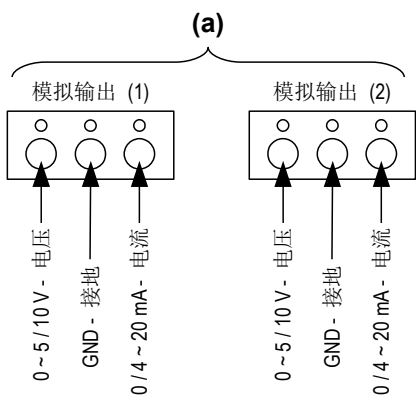 (a)
模拟输出 (1)
模拟输出 (2)
0 ~ 5 / 10 V - 电压
GND - 接地
0 / 4 ~ 20 mA - 电流
0 ~ 5 / 10 V - 电压
GND - 接地
0 / 4 ~ 20 mA - 电流